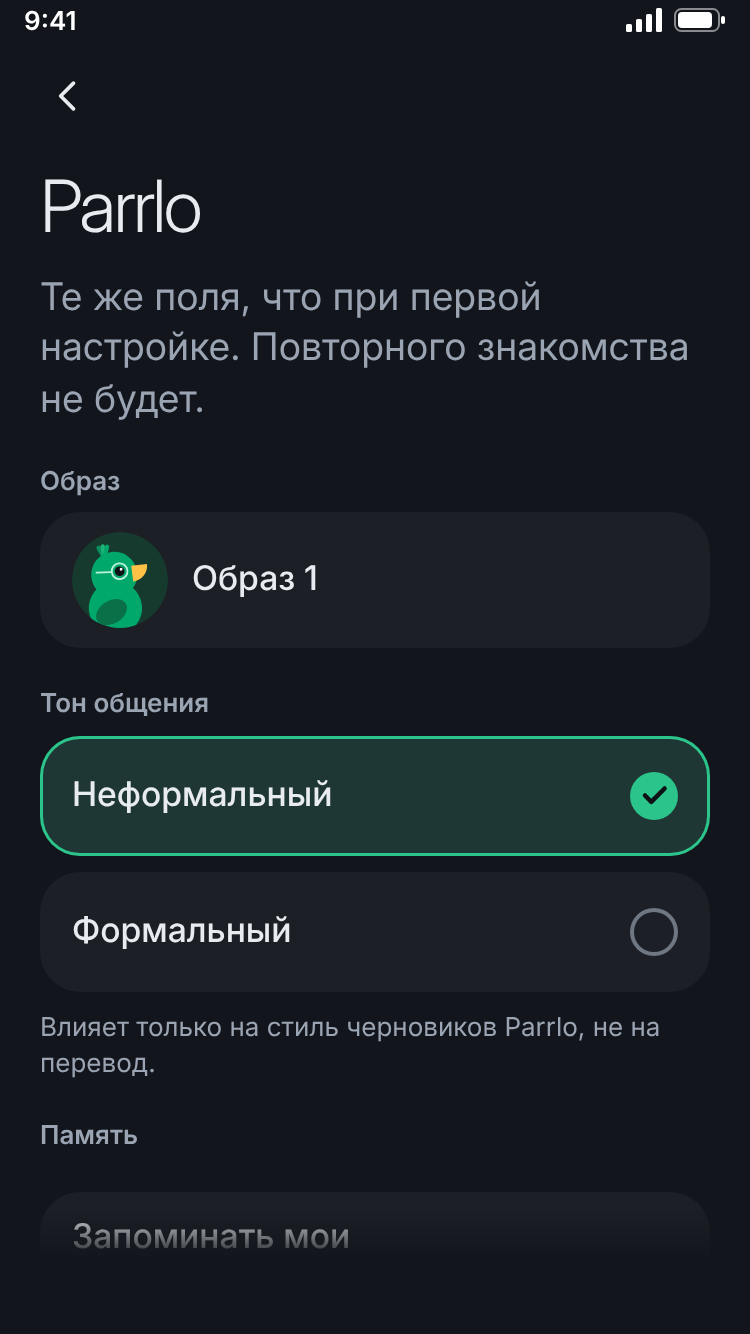 9:41
Parrlo
Те же поля, что при первой
настройке. Повторного знакомства
не будет.
Образ
Образ 1
Тон общения
Неформальный
Формальный
Влияет только на стиль черновиков Parrlo, не на
перевод.
Память
Запоминать мои